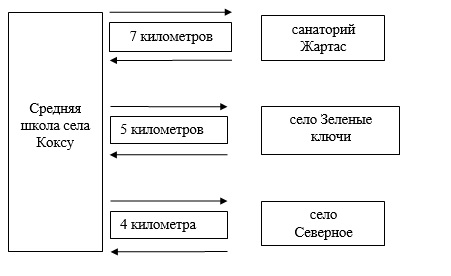 Средняя
школа села
Коксу
7 километров
санаторий
Жартас
5 километров
село Зеленые
ключи
4 километра
село
Северное